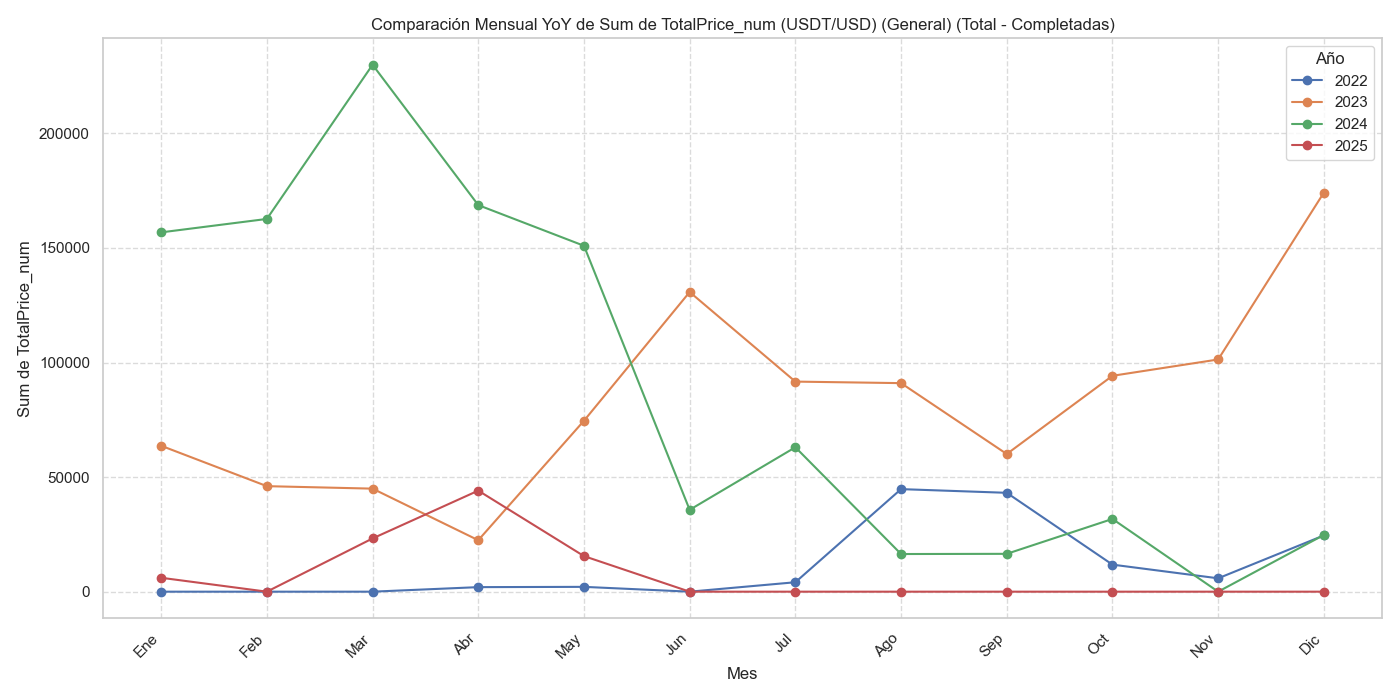 Comparación Mensual YoY de Sum de TotalPrice_num (USDT/USD) (General) (Total - Completadas)
Año
2022
2023
2024
2025
Sum de TotalPrice_num
200000
150000
100000
50000
0
Ene
Feb
Mar
Abr
May
Jun
Jul
Ago
Sep
Oct
Nov
Dic
Mes